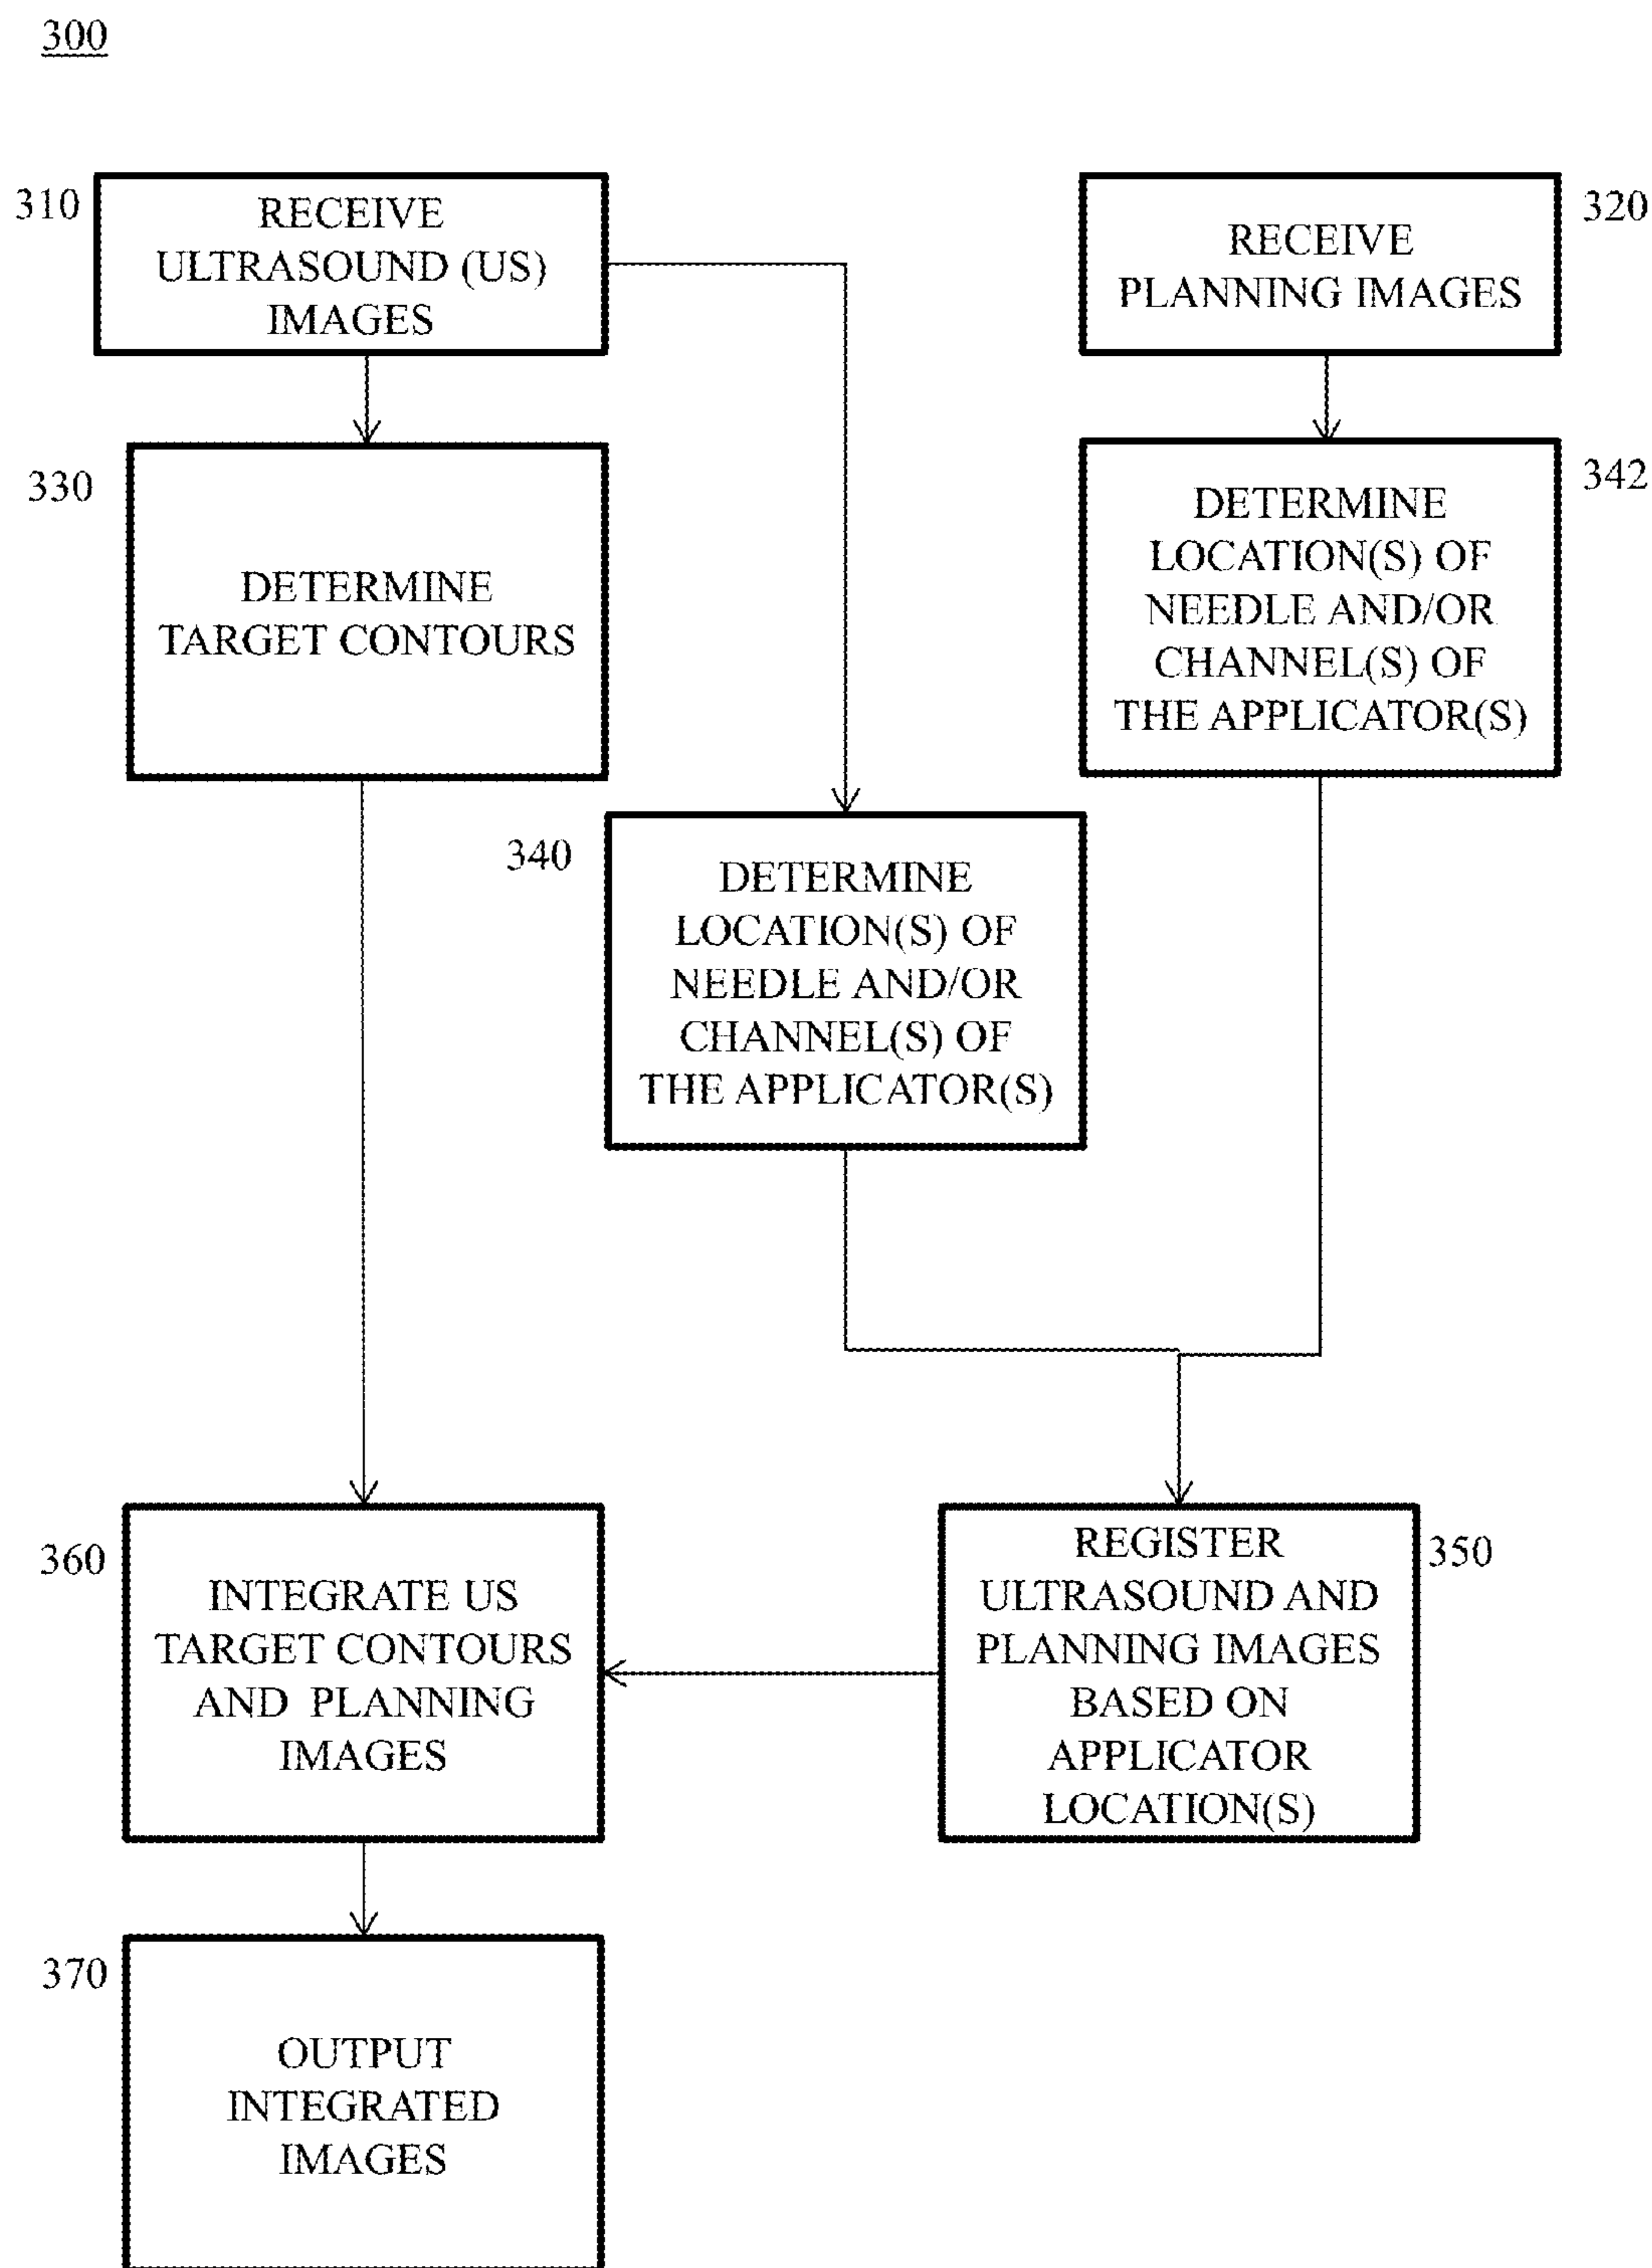 300
310
RECEIVE
ULTRASOUND (US)
IMAGES
320
RECEIVE
PLANNING IMAGES
330
DETERMINE
TARGET CONTOURS
342
DETERMINE
LOCATION(S) OF
NEEDLE AND/OR
CHANNEL(S) OF
THE APPLICATOR(S)
340
DETERMINE
LOCATION(S) OF
NEEDLE AND/OR
CHANNEL(S) OF
THE APPLICATOR(S)
360
INTEGRATE US
TARGET CONTOURS
AND PLANNING
IMAGES
350
REGISTER
ULTRASOUND AND
PLANNING IMAGES
BASED ON
APPLICATOR
LOCATION(S)
370
OUTPUT
INTEGRATED
IMAGES